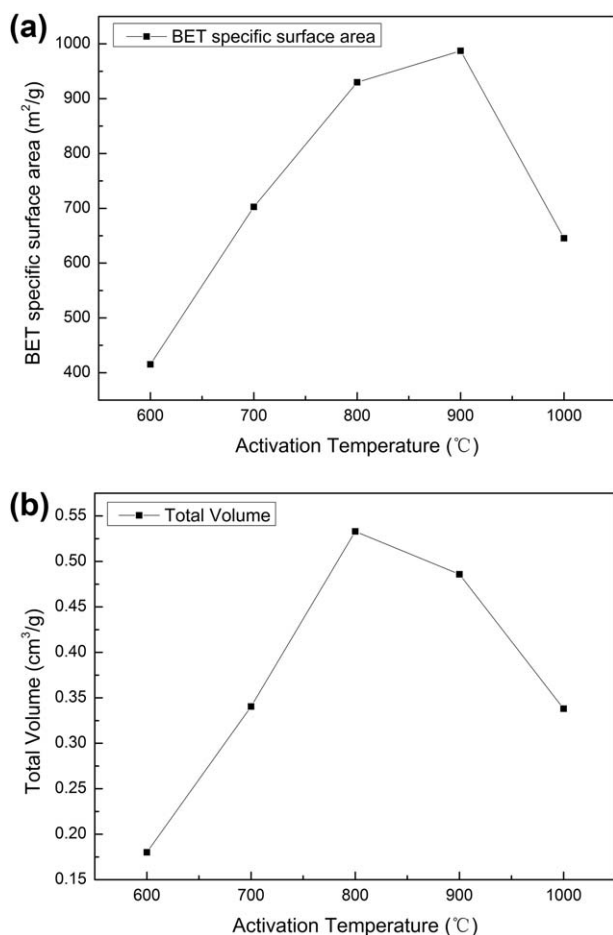 (a)
BET specific surface area
1000
900
800
700
600
500
400
BET specific surface area (m²/g)
600 700 800 900 1000
Activation Temperature (℃)
(b)
Total Volume
0.55
0.50
0.45
0.40
0.35
0.30
0.25
0.20
0.15
Total Volume (cm³/g)
600 700 800 900 1000
Activation Temperature (℃)